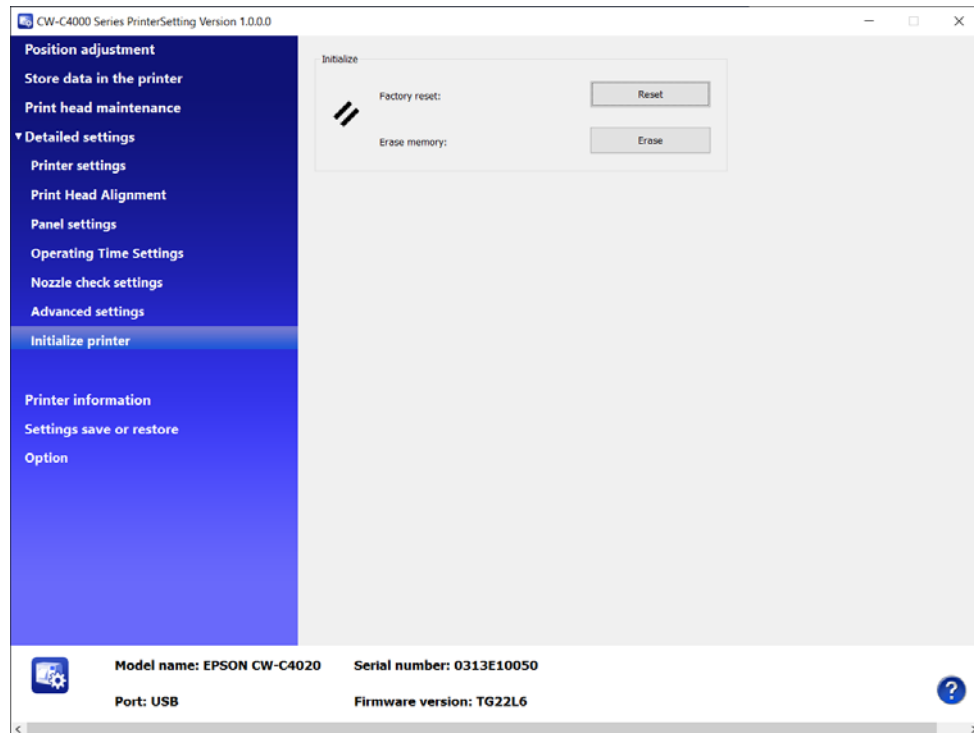 CW-C4000 Series PrinterSetting Version 1.0.0.0
Position adjustment
Store data in the printer
Print head maintenance
Detailed settings
Printer settings
Print Head Alignment
Panel settings
Operating Time Settings
Nozzle check settings
Advanced settings
Initialize printer
Printer information
Settings save or restore
Option
Initialize
Factory reset:
Reset
Erase memory:
Erase
Model name: EPSON CW-C4020
Serial number: 0313E10050
Port: USB
Firmware version: TG22L6
?